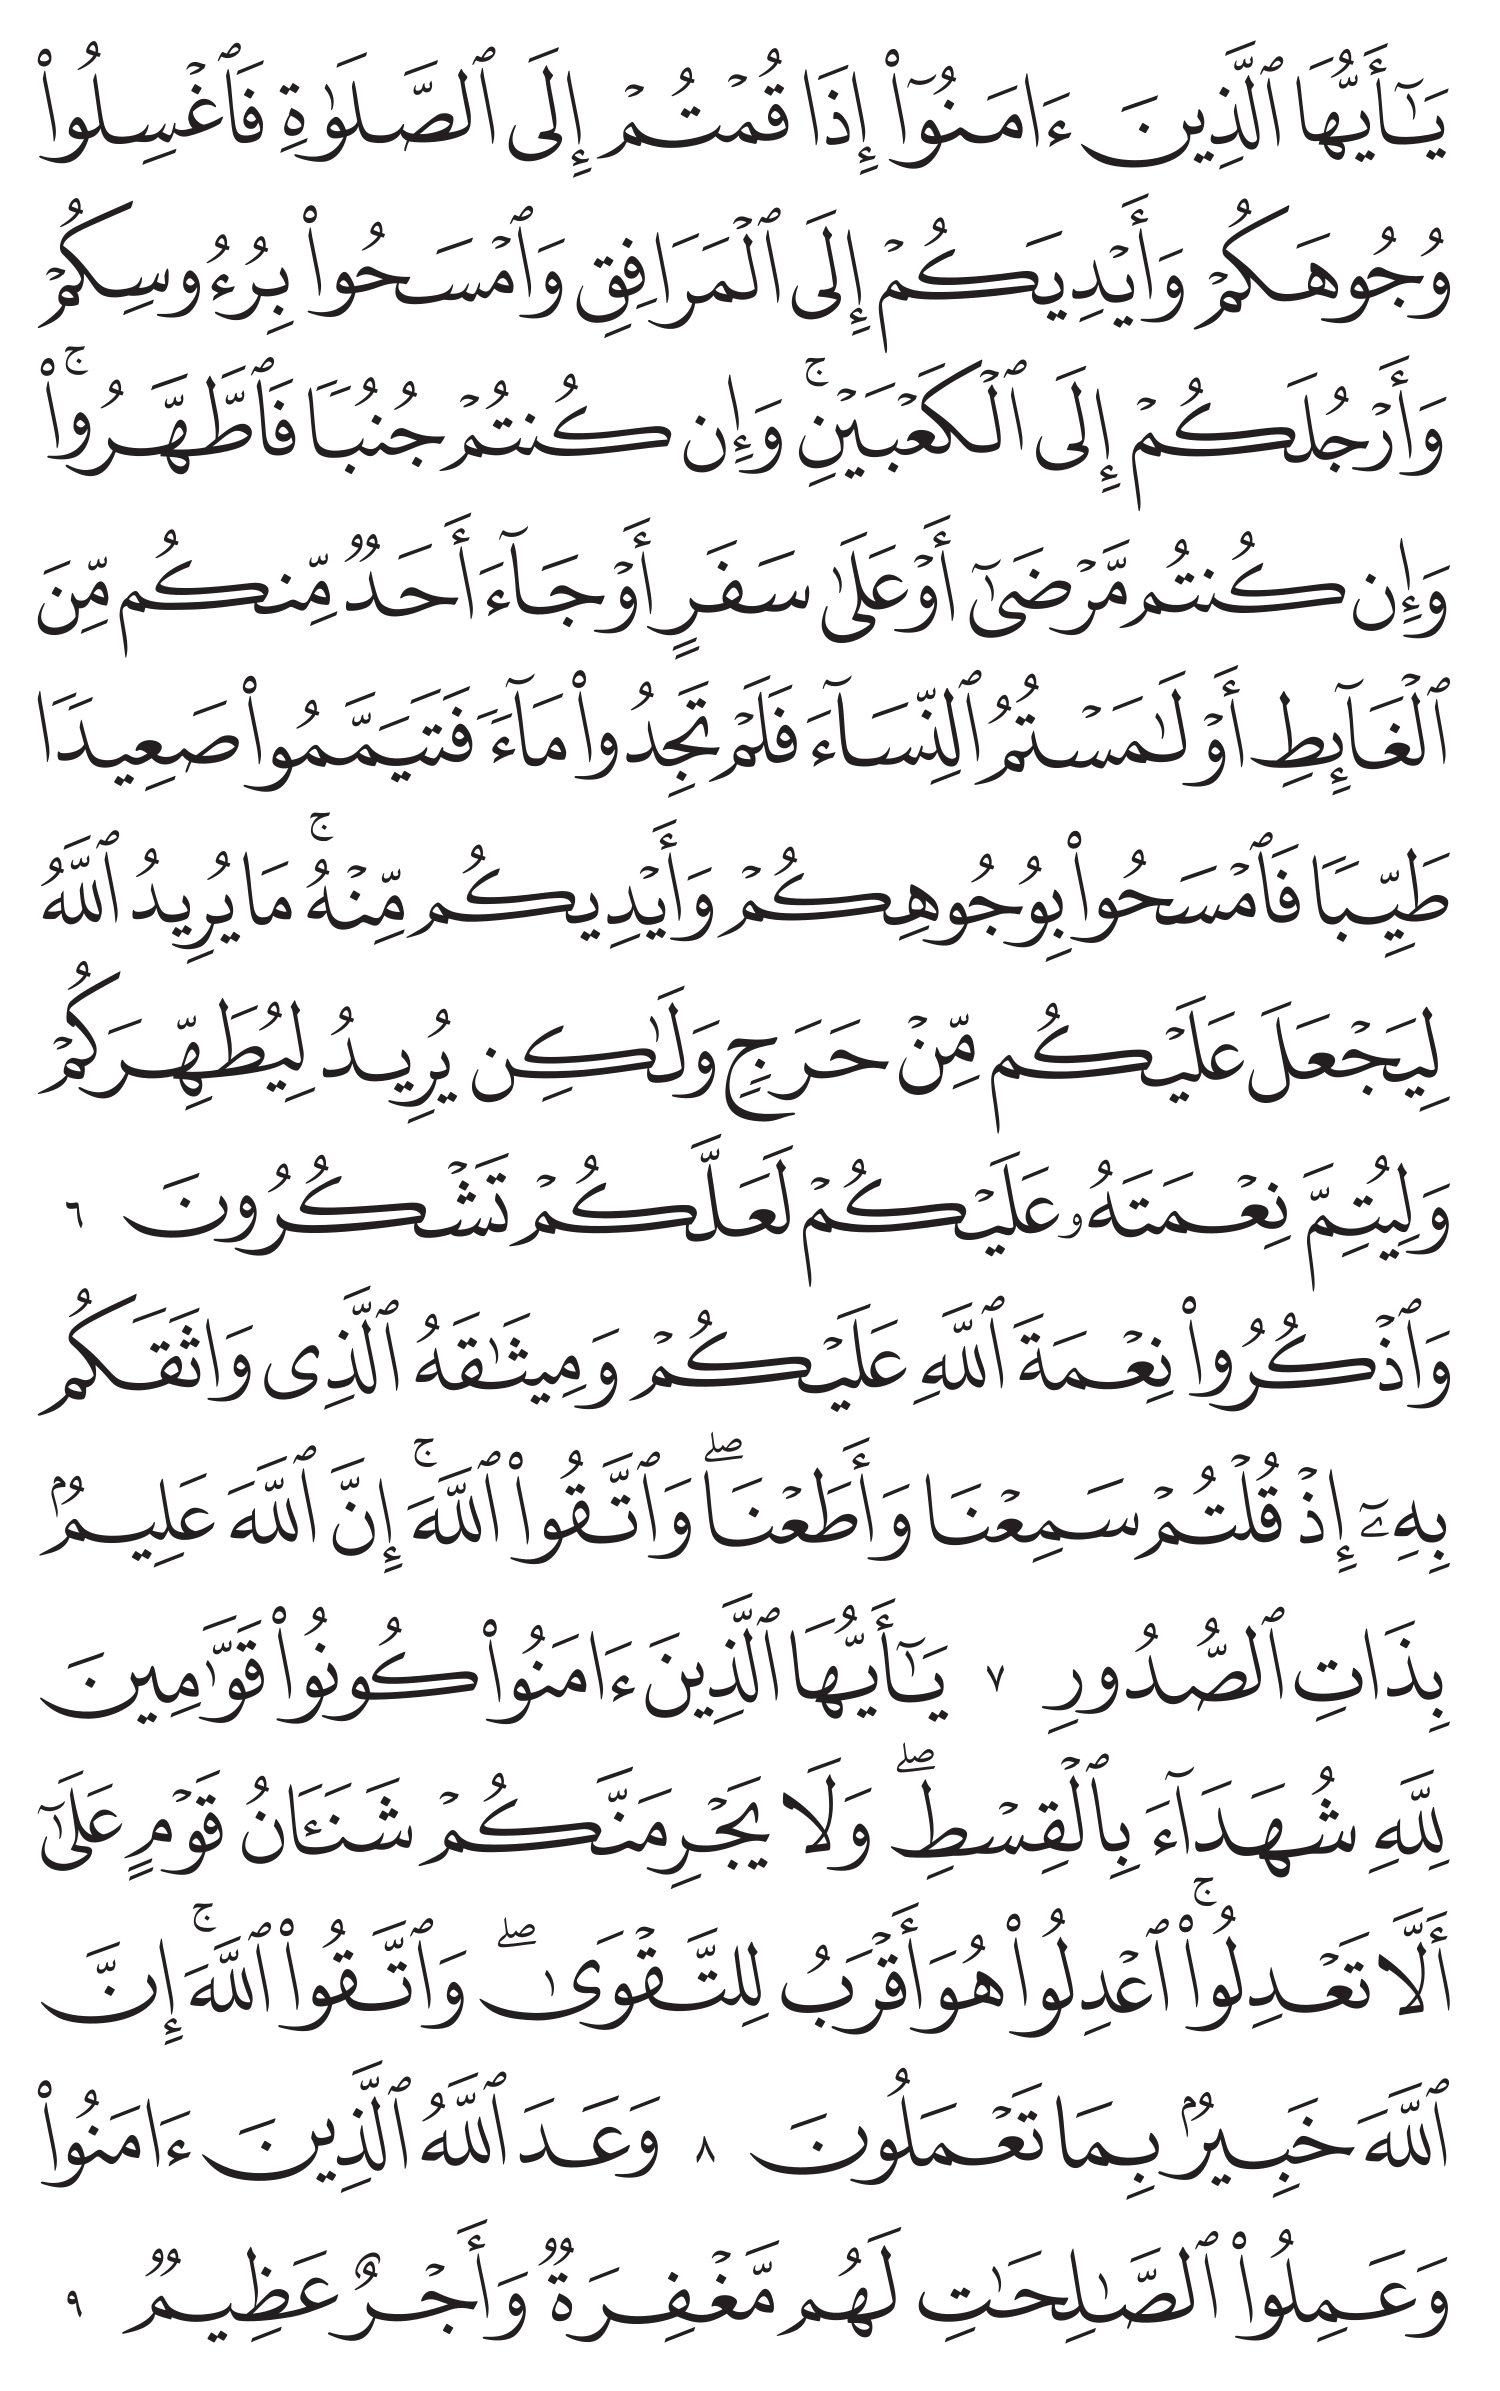 يَـٰٓأَيُّهَا ٱلَّذِينَ ءَامَنُوٓا۟ إِذَا قُمْتُمْ إِلَى ٱلصَّلَوٰةِ فَٱغْسِلُوا۟
وُجُوهَكُمْ وَأَيْدِيَكُمْ إِلَى ٱلْمَرَافِقِ وَٱمْسَحُوا۟ بِرُءُوسِكُمْ
وَأَرْجُلَكُمْ إِلَى ٱلْكَعْبَيْنِ ۚ وَإِن كُنتُمْ جُنُبًا فَٱطَّهَّرُوا۟ ۚ
وَإِن كُنتُم مَّرْضَىٰٓ أَوْ عَلَىٰ سَفَرٍ أَوْ جَآءَ أَحَدٌ مِّنكُم مِّنَ
ٱلْغَآئِطِ أَوْ لَـٰمَسْتُمُ ٱلنِّسَآءَ فَلَمْ تَجِدُوا۟ مَآءً فَتَيَمَّمُوا۟ صَعِيدًا
طَيِّبًا فَٱمْسَحُوا۟ بِوُجُوهِكُمْ وَأَيْدِيكُم مِّنْهُ ۚ مَا يُرِيدُ ٱللَّهُ
لِيَجْعَلَ عَلَيْكُم مِّنْ حَرَجٍ وَلَـٰكِن يُرِيدُ لِيُطَهِّرَكُمْ
وَلِيُتِمَّ نِعْمَتَهُۥ عَلَيْكُمْ لَعَلَّكُمْ تَشْكُرُونَ ٦
وَٱذْكُرُوا۟ نِعْمَةَ ٱللَّهِ عَلَيْكُمْ وَمِيثَـٰقَهُ ٱلَّذِى وَاثَقَكُم
بِهِۦٓ إِذْ قُلْتُمْ سَمِعْنَا وَأَطَعْنَا ۖ وَٱتَّقُوا۟ ٱللَّهَ ۚ إِنَّ ٱللَّهَ عَلِيمٌۢ
بِذَاتِ ٱلصُّدُورِ ٧ يَـٰٓأَيُّهَا ٱلَّذِينَ ءَامَنُوا۟ كُونُوا۟ قَوَّٰمِينَ
لِلَّهِ شُهَدَآءَ بِٱلْقِسْطِ ۖ وَلَا يَجْرِمَنَّكُمْ شَنَـَٔانُ قَوْمٍ عَلَىٰٓ
أَلَّا تَعْدِلُوا۟ ۚ ٱعْدِلُوا۟ هُوَ أَقْرَبُ لِلتَّقْوَىٰ ۖ وَٱتَّقُوا۟ ٱللَّهَ ۚ إِنَّ
ٱللَّهَ خَبِيرٌۢ بِمَا تَعْمَلُونَ ٨ وَعَدَ ٱللَّهُ ٱلَّذِينَ ءَامَنُوا۟
وَعَمِلُوا۟ ٱلصَّـٰلِحَـٰتِ لَهُم مَّغْفِرَةٌ وَأَجْرٌ عَظِيمٌ ٩